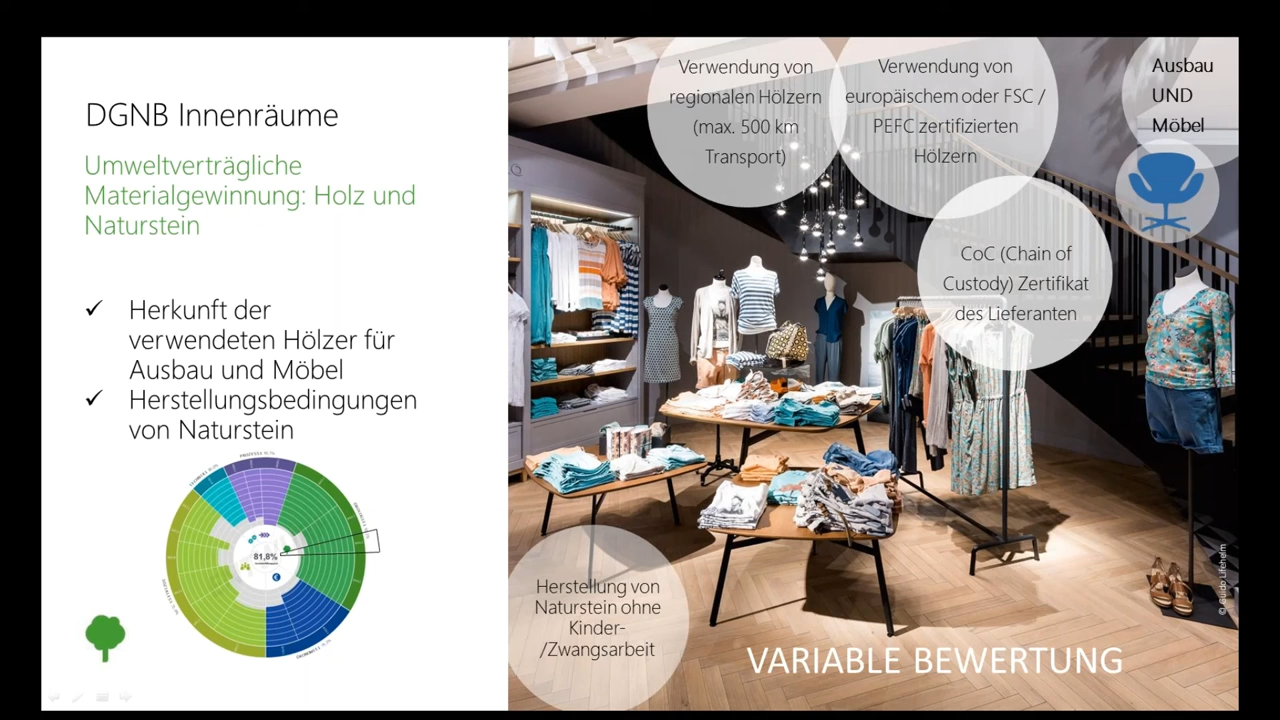 DGNB Innenräume
Umweltverträgliche
Materialgewinnung: Holz und
Naturstein
✓ Herkunft der
verwendeten Hölzer für
Ausbau und Möbel
✓ Herstellungsbedingungen
von Naturstein
81,8%
Verwendung von
regionalen Hölzern
(max. 500 km
Transport)
Verwendung von
europäischem oder FSC /
PEFC zertifizierten
Hölzern
Ausbau
UND
Möbel
CoC (Chain of
Custody) Zertifikat
des Lieferanten
Herstellung von
Naturstein ohne
Kinder-
/Zwangsarbeit
VARIABLE BEWERTUNG